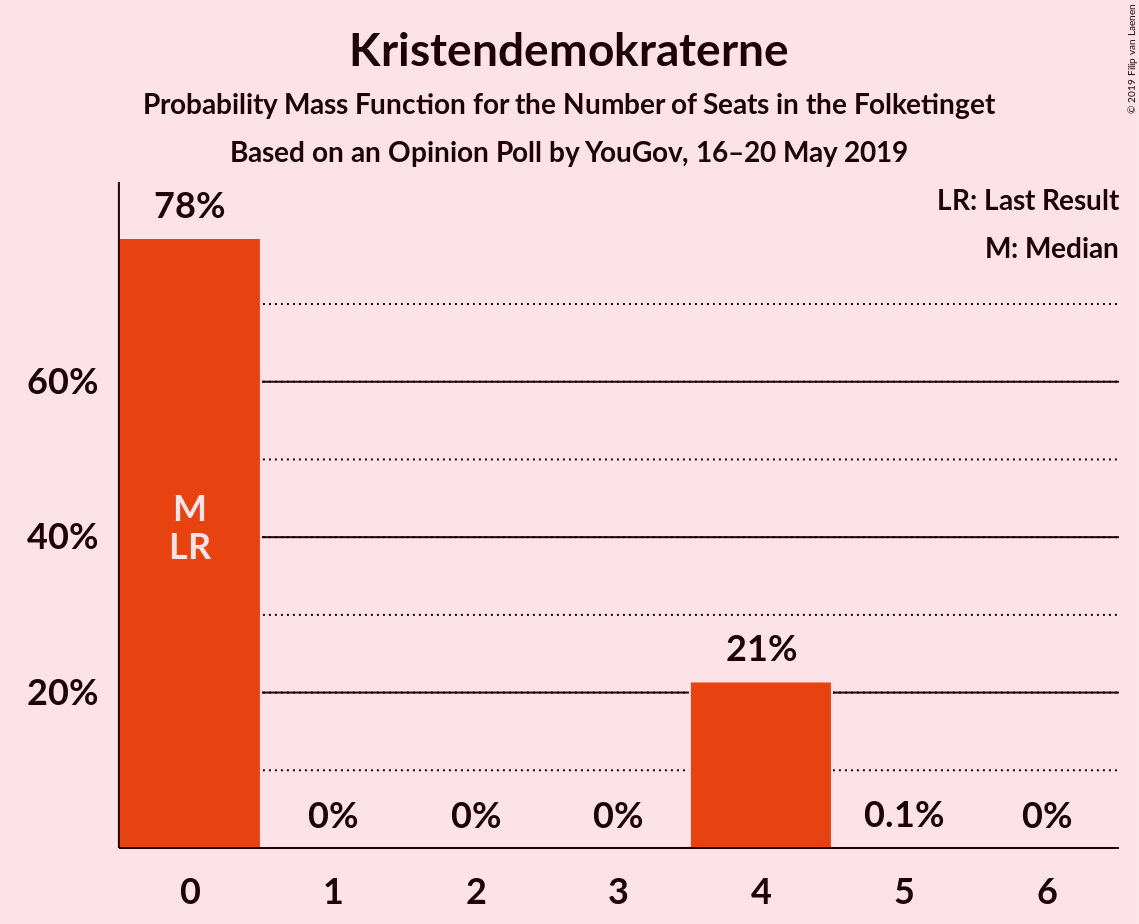 Kristendemokraterne
Probability Mass Function for the Number of Seats in the Folketinget
Based on an Opinion Poll by YouGov, 16–20 May 2019
© 2019 Filip van Laenen
LR: Last Result
M: Median
78%
60%
40%
20%
M
LR
0%
0%
0%
21%
0.1%
0%
0
1
2
3
4
5
6